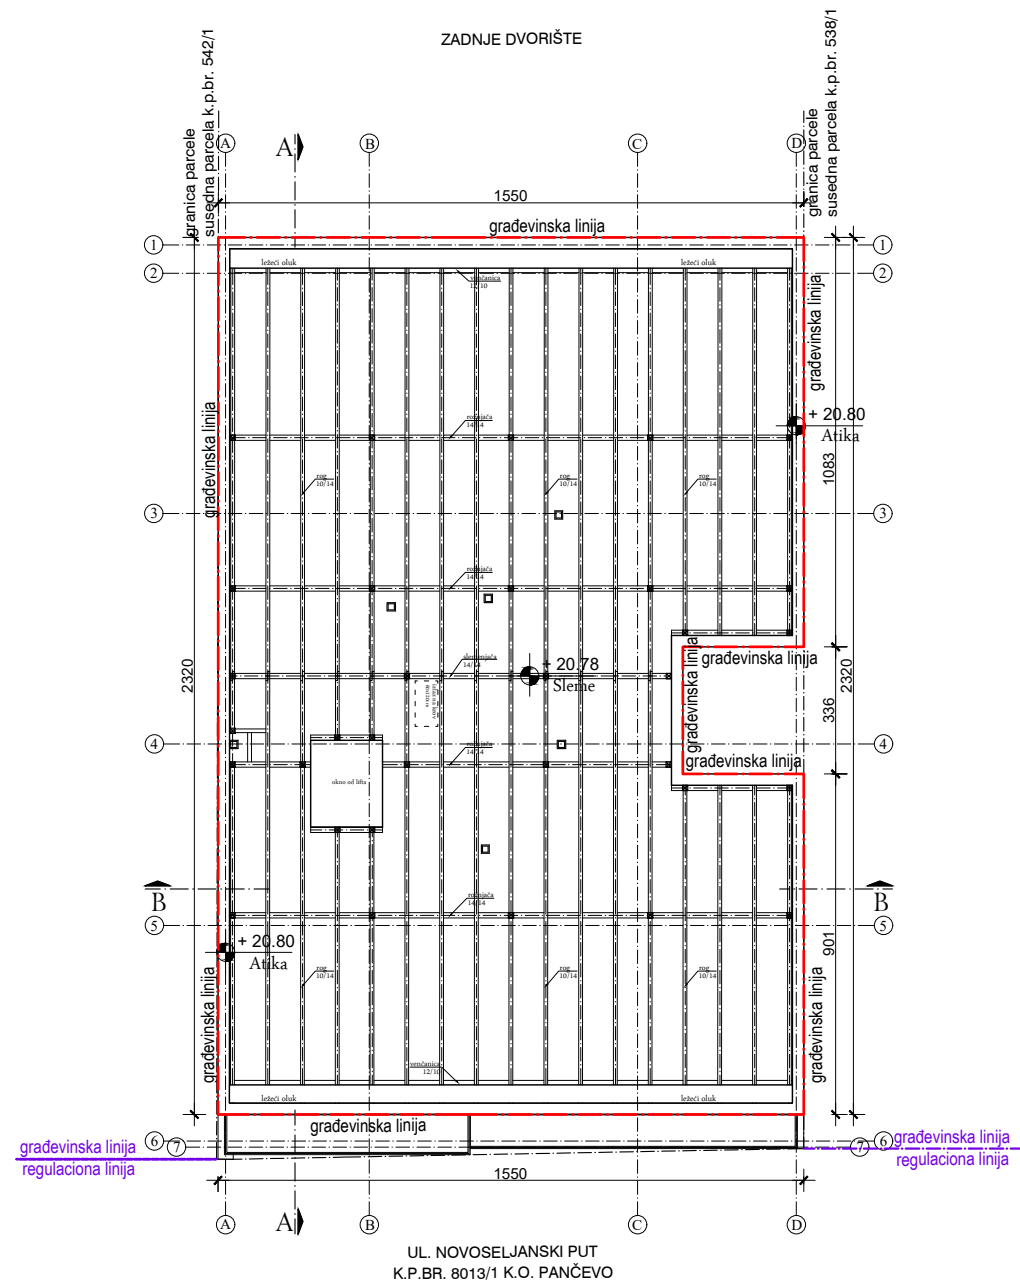 ZADNJE DVORIŠTE
granica parcele
susedna parcela k.p.br. 542/1
granica parcele
susedna parcela k.p.br. 538/1
A
A
B
C
D
1550
građevinska linija
1
1
2
2
ležeći oluk
ležeći oluk
venčanica
12/10
građevinska linija
građevinska linija
+ 20.80
Atika
1083
rožnjača
14/14
rog
10/14
rog
10/14
rog
10/14
3
3
rožnjača
14/14
slemenjača
14/14
+ 20.78
Sleme
građevinska linija
građevinska linija
građevinska linija
2320
336
2320
4
4
rožnjača
14/14
okno od lifta
B
B
rožnjača
14/14
5
5
+ 20.80
Atika
901
rog
10/14
rog
10/14
rog
10/14
građevinska linija
građevinska linija
venčanica
12/10
ležeći oluk
ležeći oluk
građevinska linija
6
7
7
6
građevinska linija
regulaciona linija
građevinska linija
regulaciona linija
1550
A
A
B
C
D
UL. NOVOSELJANSKI PUT
K.P.BR. 8013/1 K.O. PANČEVO